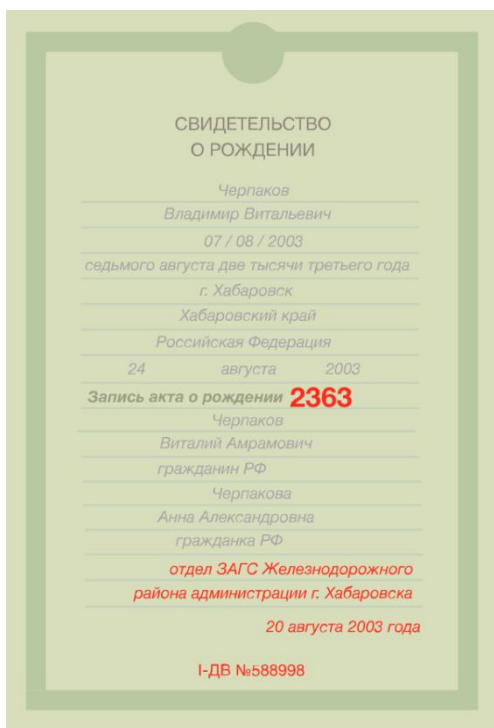 СВИДЕТЕЛЬСТВО
О РОЖДЕНИИ
Черпаков
Владимир Витальевич
07 / 08 / 2003
седьмого августа две тысячи третьего года
г. Хабаровск
Хабаровский край
Российская Федерация
24 августа 2003
Запись акта о рождении 2363
Черпаков
Виталий Амрамович
гражданин РФ
Черпакова
Анна Александровна
гражданка РФ
отдел ЗАГС Железнодорожного
района администрации г. Хабаровска
20 августа 2003 года
I-ДВ №588998